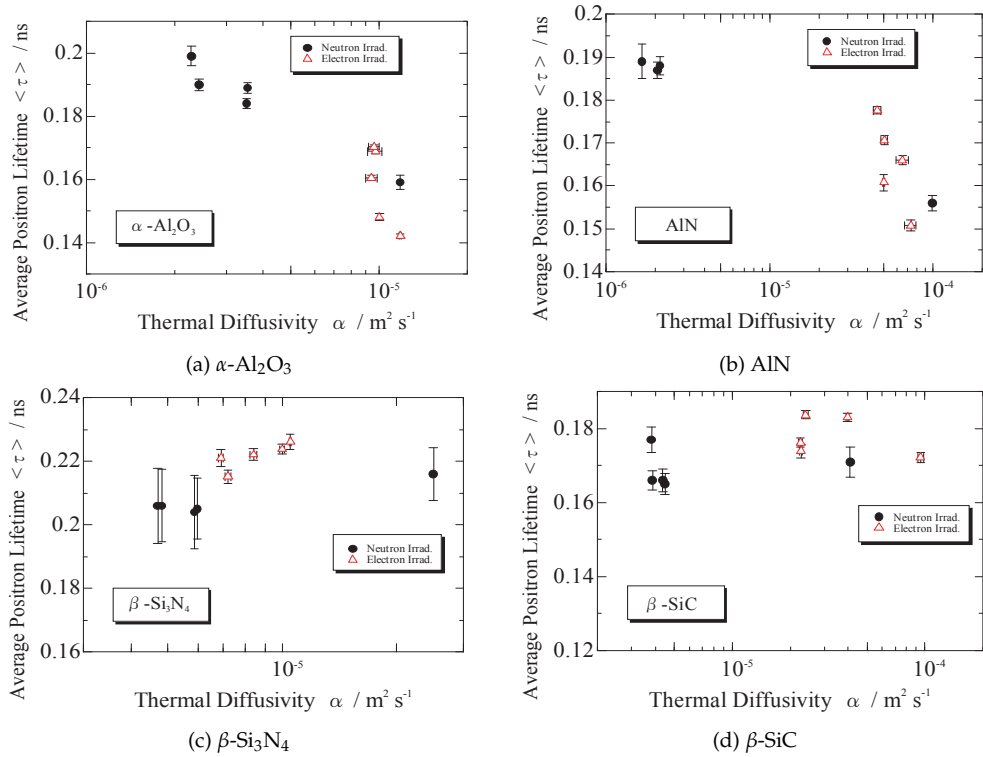 0.2
0.18
0.16
0.14
Average Positron Lifetime <τ> / ns
Neutron Irrad.
Electron Irrad.
α -Al₂O₃
10⁻⁶
10⁻⁵
Thermal Diffusivity α / m² s⁻¹
(a) α-Al₂O₃
0.2
0.19
0.18
0.17
0.16
0.15
0.14
Average Positron Lifetime <τ> / ns
Neutron Irrad.
Electron Irrad.
AlN
10⁻⁶
10⁻⁵
10⁻⁴
Thermal Diffusivity α / m² s⁻¹
(b) AlN
0.24
0.22
0.2
0.18
0.16
Average Positron Lifetime <τ> / ns
Neutron Irrad.
Electron Irrad.
β -Si₃N₄
10⁻⁵
Thermal Diffusivity α / m² s⁻¹
(c) β-Si₃N₄
0.18
0.16
0.14
0.12
Average Positron Lifetime <τ> / ns
Neutron Irrad.
Electron Irrad.
β -SiC
10⁻⁵
10⁻⁴
Thermal Diffusivity α / m² s⁻¹
(d) β-SiC